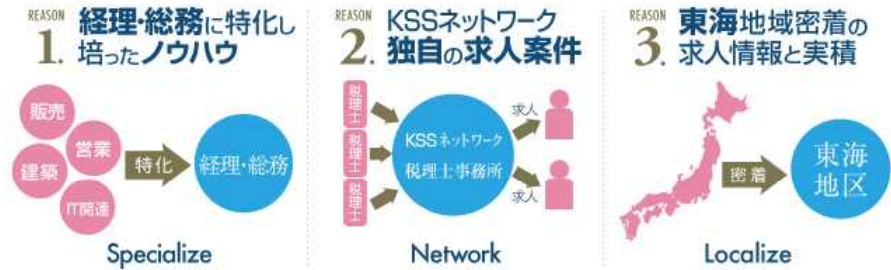 REASON
1.
経理・総務に特化し
培ったノウハウ
販売
営業
建築
IT関連
特化
経理・総務
Specialize
REASON
2.
KSSネットワーク
独自の求人案件
税理士
税理士
税理士
KSSネットワーク
税理士事務所
求人
求人
Network
REASON
3.
東海地域密着の
求人情報と実積
密着
東海
地区
Localize